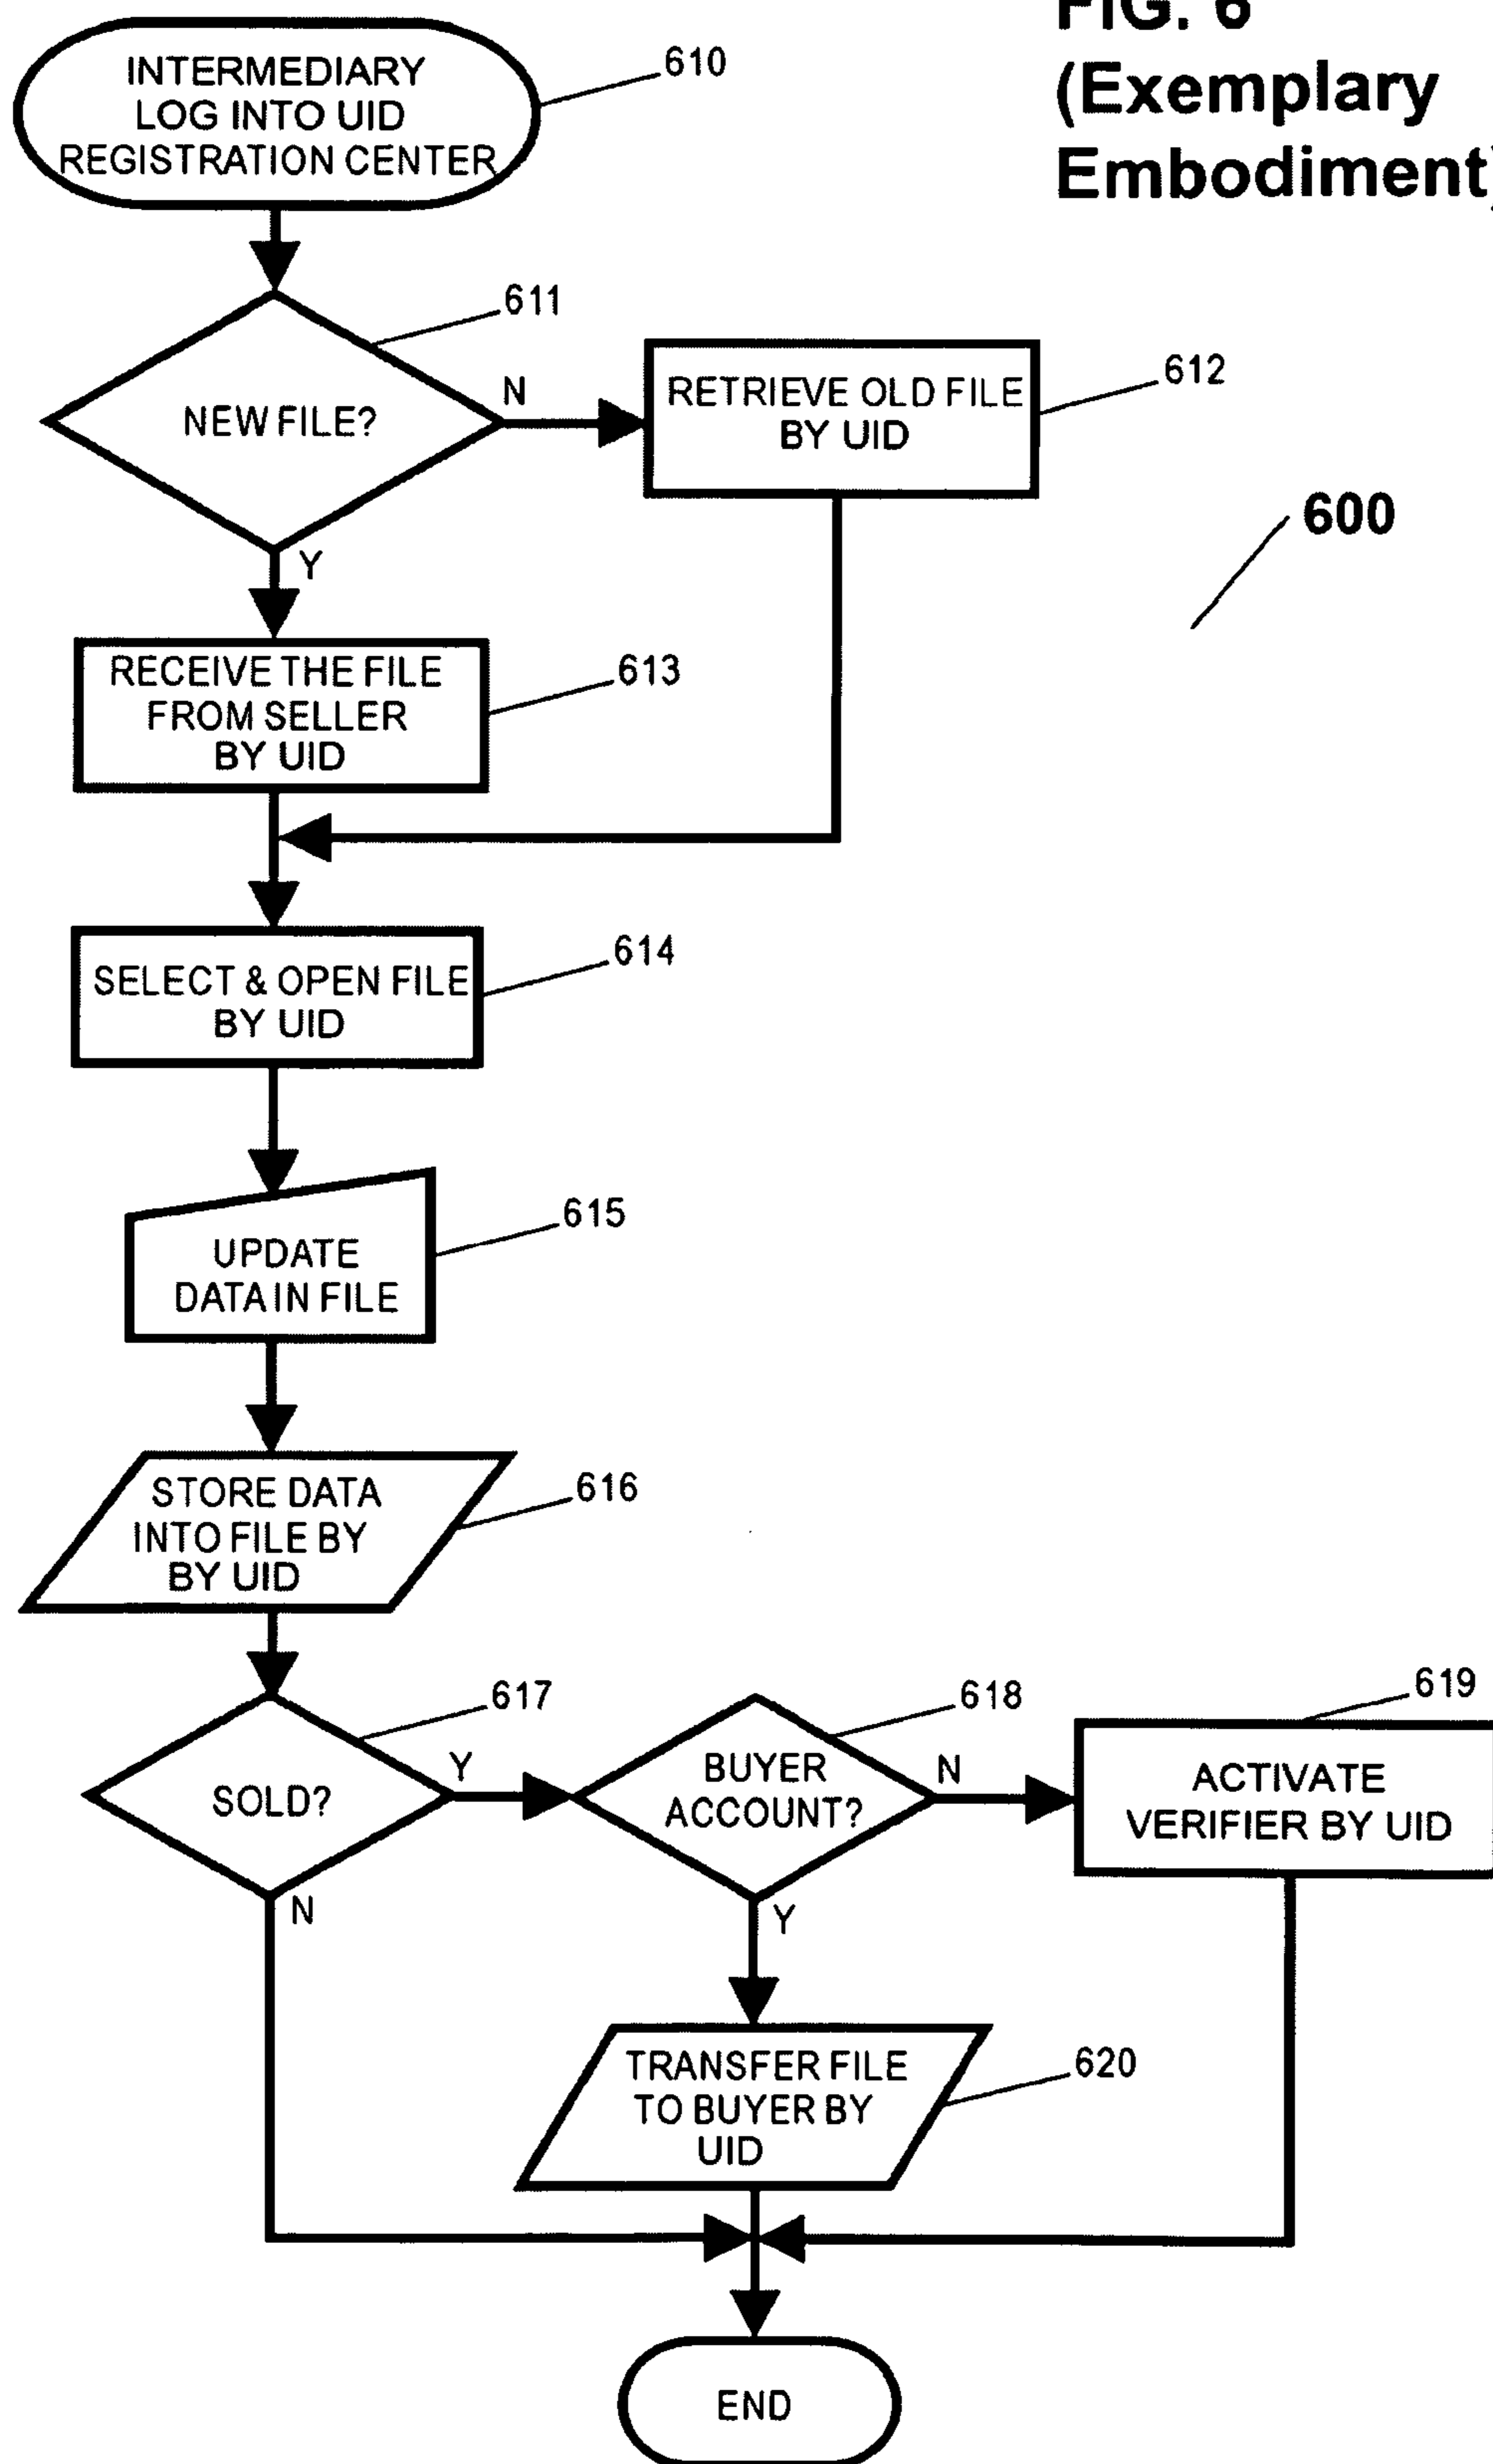 FIG. 6
(Exemplary
Embodiment)
INTERMEDIARY
LOG INTO UID
REGISTRATION CENTER
610
NEW FILE?
611
N
Y
RETRIEVE OLD FILE
BY UID
612
600
RECEIVE THE FILE
FROM SELLER
BY UID
613
SELECT & OPEN FILE
BY UID
614
UPDATE
DATA IN FILE
615
STORE DATA
INTO FILE BY
BY UID
616
SOLD?
617
Y
N
BUYER
ACCOUNT?
618
N
Y
ACTIVATE
VERIFIER BY UID
619
TRANSFER FILE
TO BUYER BY
UID
620
END